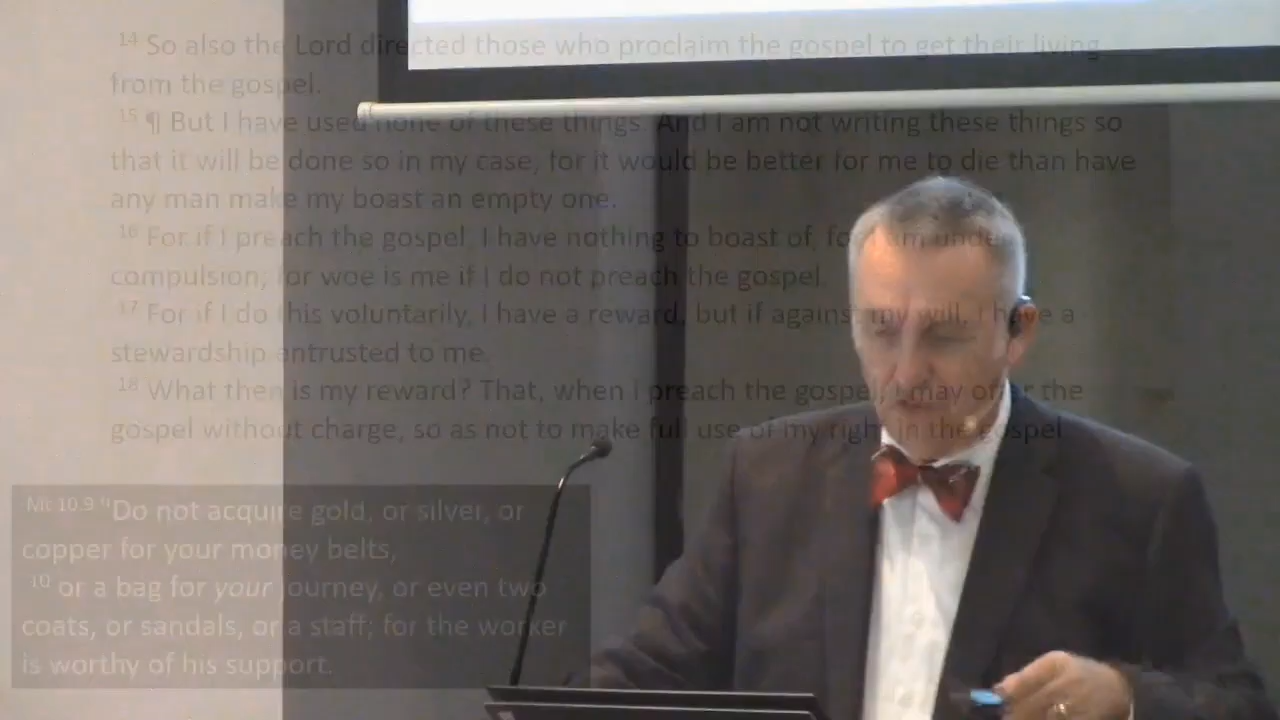 14 So also the Lord directed those who proclaim the gospel to get their living
from the gospel.
15 ¶ But I have used none of these things. And I am not writing these things so
that it will be done so in my case, for it would be better for me to die than have
any man make my boast an empty one.
16 For if I preach the gospel, I have nothing to boast of, for I am under
compulsion; for woe is me if I do not preach the gospel.
17 For if I do this voluntarily, I have a reward, but if against my will, I have a
stewardship entrusted to me.
18 What then is my reward? That, when I preach the gospel, I may offer the
gospel without charge, so as not to make full use of my right in the gospel
Mt 10.9 "Do not acquire gold, or silver, or
copper for your money belts,
10 or a bag for your journey, or even two
coats, or sandals, or a staff; for the worker
is worthy of his support.